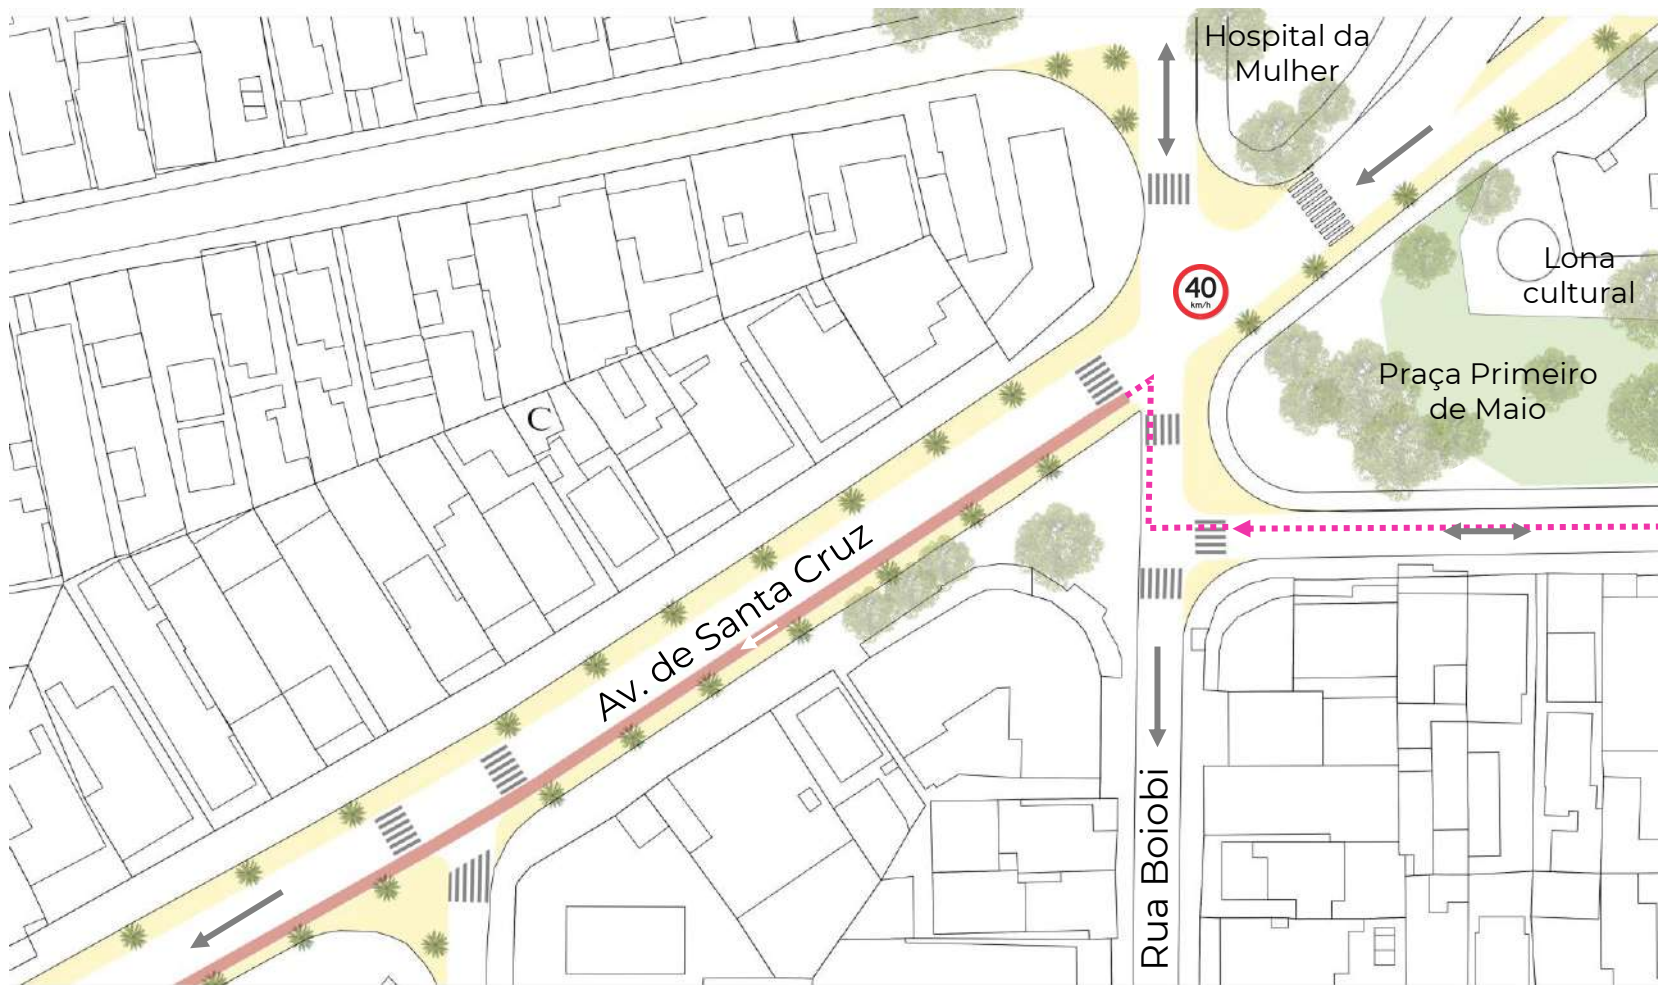 Hospital da
Mulher
Lona
cultural
40
km/h
Praça Primeiro
de Maio
C
Av. de Santa Cruz
Rua Boiobi